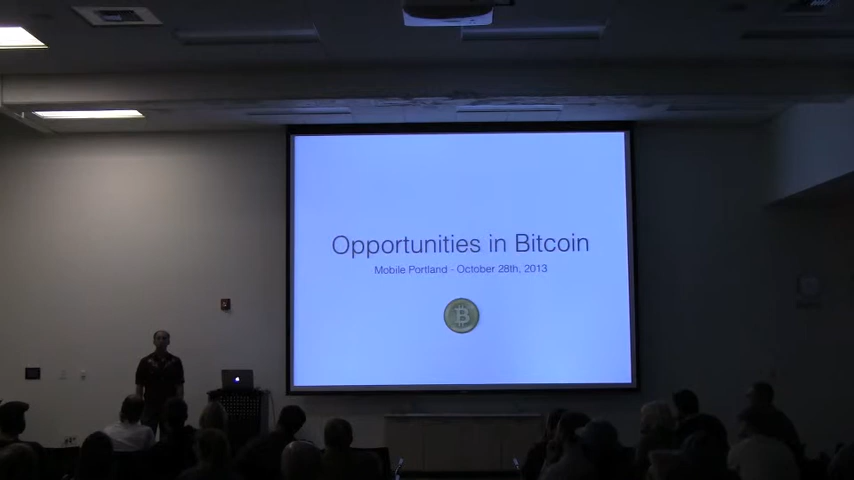 Opportunities in Bitcoin
Mobile Portland - October 28th, 2013
B